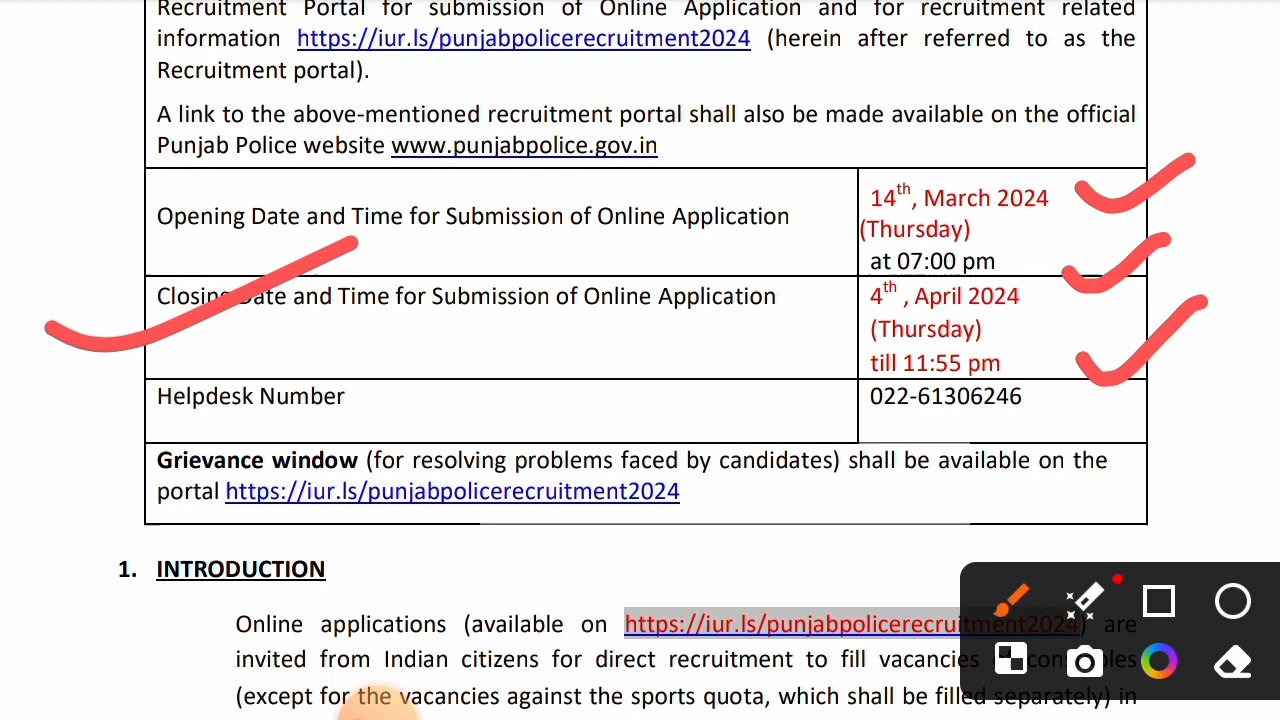 Recruitment Portal for submission of Online Application and for recruitment related
information https://iur.ls/punjabpolicerecruitment2024 (herein after referred to as the
Recruitment portal).
A link to the above-mentioned recruitment portal shall also be made available on the official
Punjab Police website www.punjabpolice.gov.in
Opening Date and Time for Submission of Online Application
14th, March 2024
(Thursday)
at 07:00 pm
Closing Date and Time for Submission of Online Application
4th , April 2024
(Thursday)
till 11:55 pm
Helpdesk Number
022-61306246
Grievance window (for resolving problems faced by candidates) shall be available on the
portal https://iur.ls/punjabpolicerecruitment2024
1. INTRODUCTION
Online applications (available on https://iur.ls/punjabpolicerecruitment2024) are
invited from Indian citizens for direct recruitment to fill vacancies of constables
(except for the vacancies against the sports quota, which shall be filled separately) in